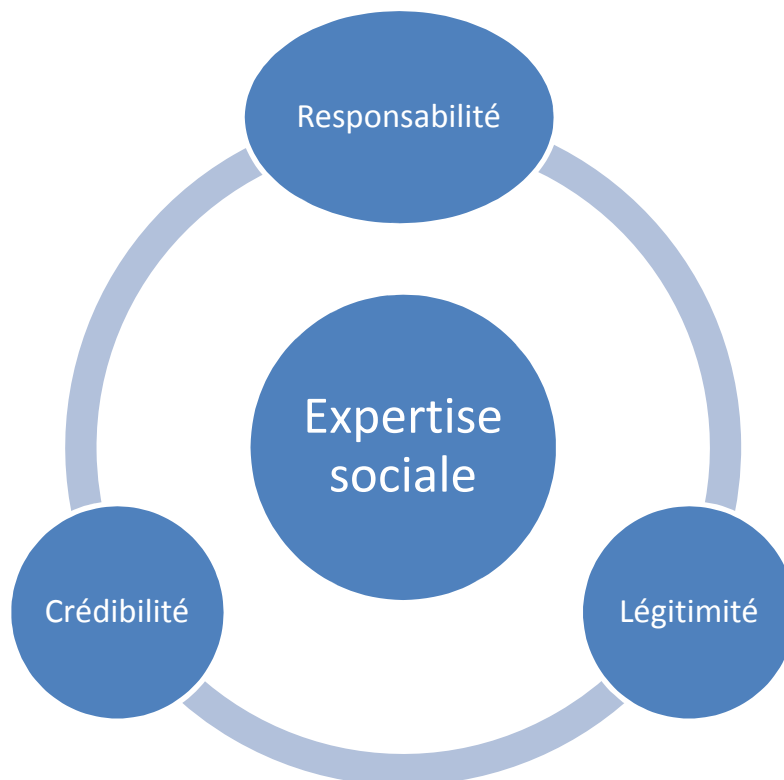 Responsabilité
Expertise
sociale
Crédibilité
Légitimité